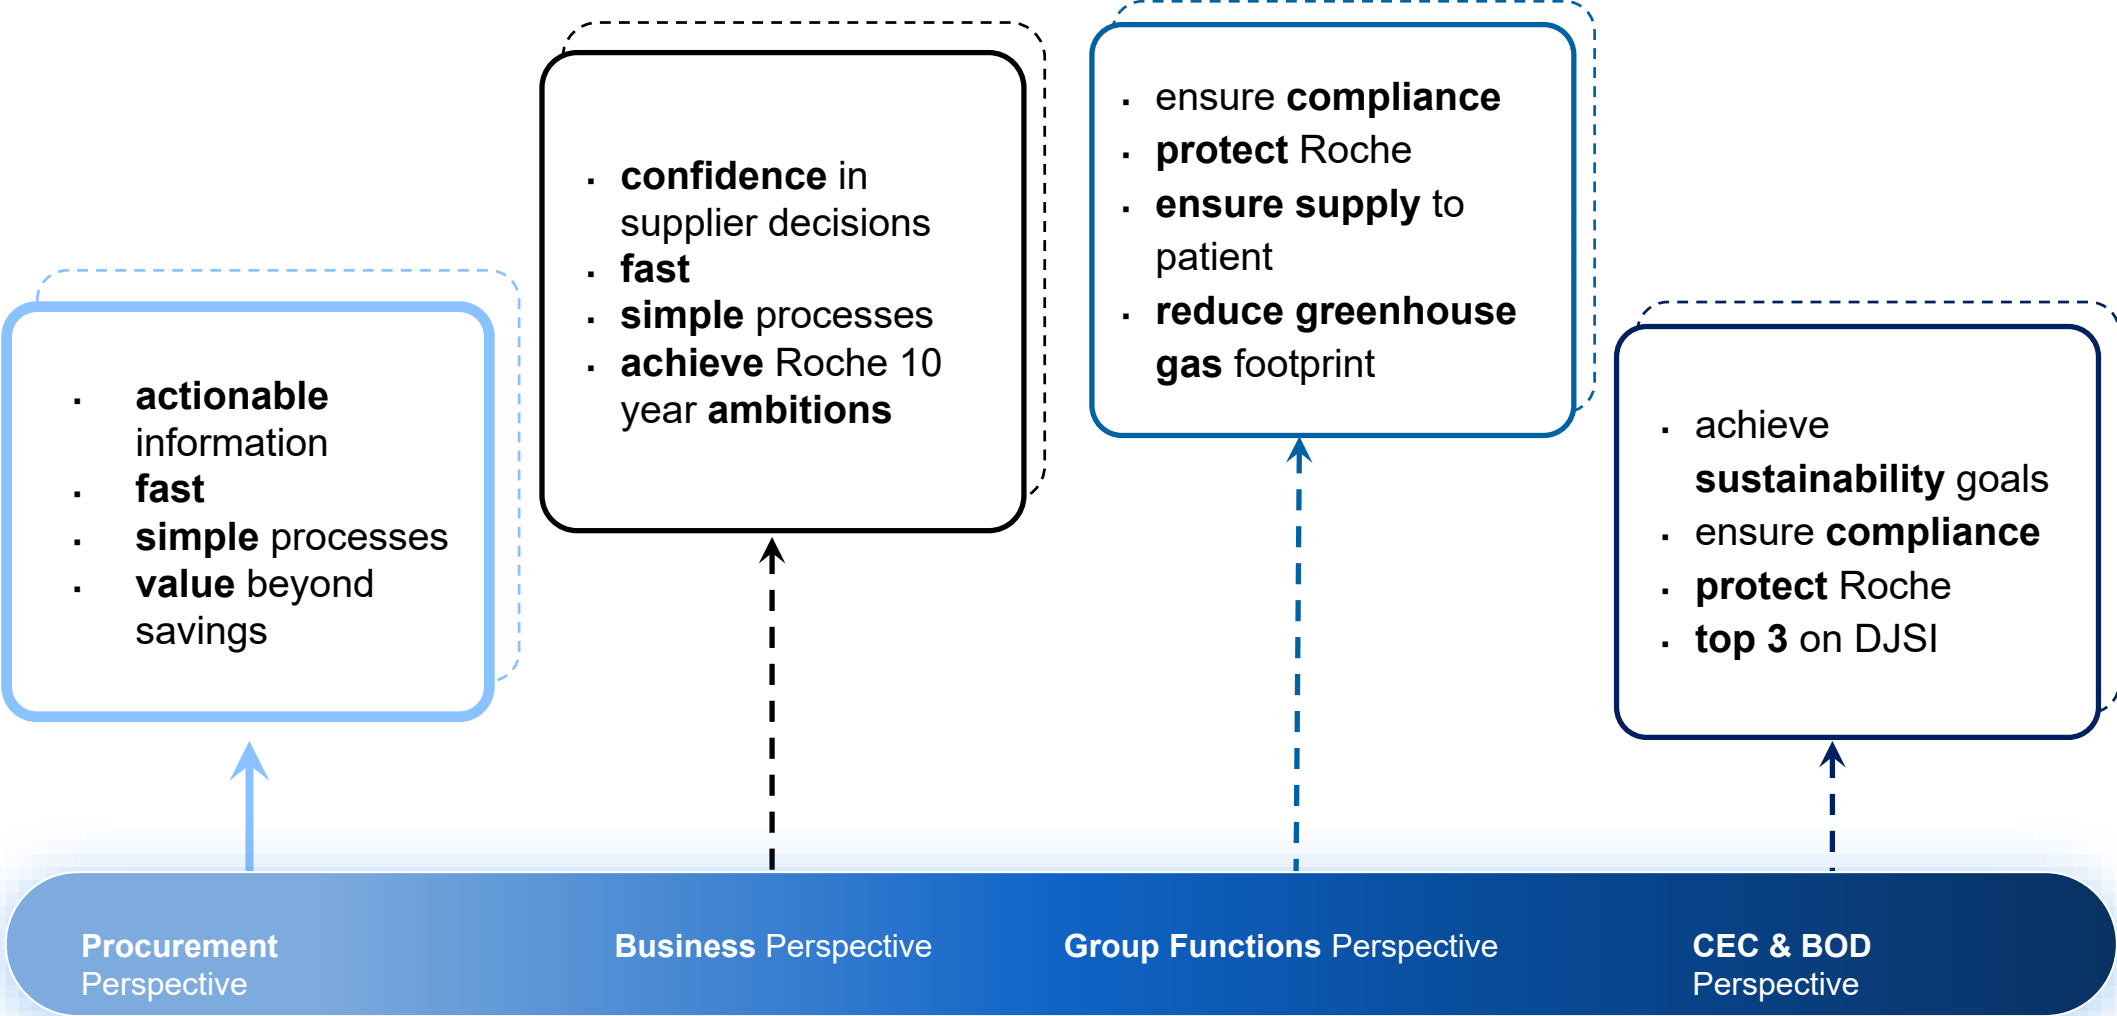 ▪ actionable
information
▪ fast
▪ simple processes
▪ value beyond
savings
▪ confidence in
supplier decisions
▪ fast
▪ simple processes
▪ achieve Roche 10
year ambitions
▪ ensure compliance
▪ protect Roche
▪ ensure supply to
patient
▪ reduce greenhouse
gas footprint
▪ achieve
sustainability goals
▪ ensure compliance
▪ protect Roche
▪ top 3 on DJSI
Procurement
Perspective
Business Perspective
Group Functions Perspective
CEC & BOD
Perspective